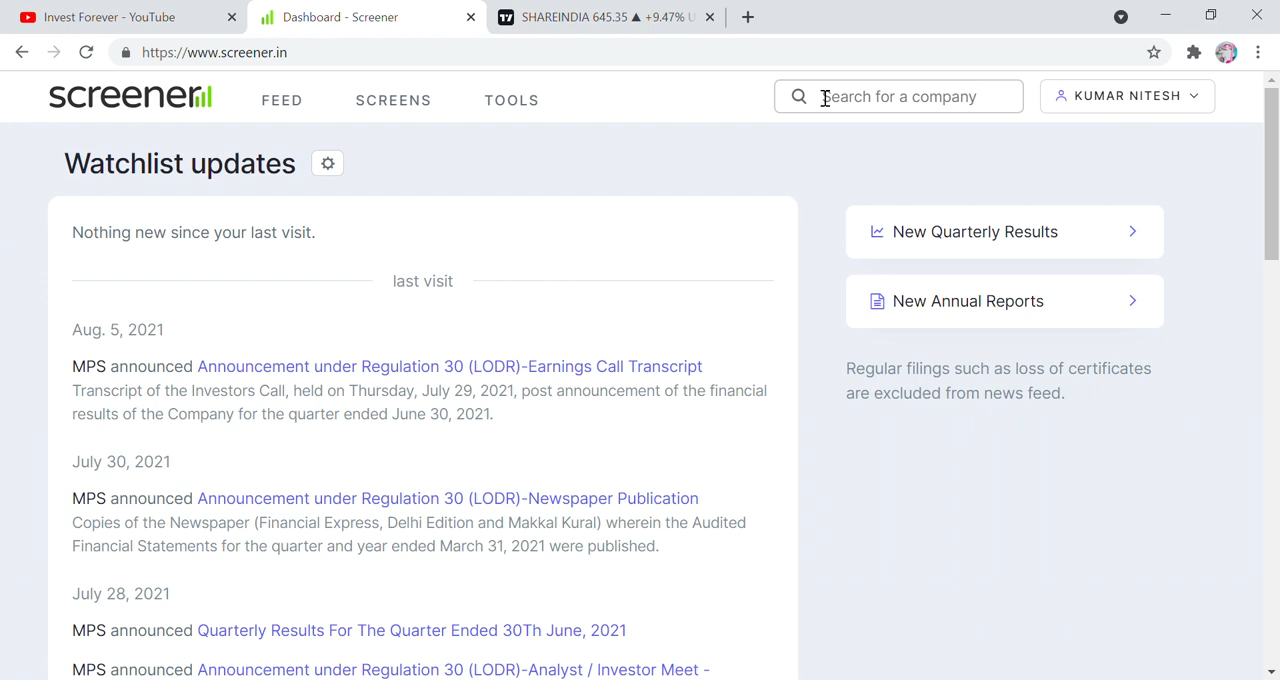 Invest Forever - YouTube
Dashboard - Screener
SHAREINDIA 645.35 ▲ +9.47% U
https://www.screener.in
screener
FEED
SCREENS
TOOLS
Search for a company
KUMAR NITESH
Watchlist updates
Nothing new since your last visit.
last visit
Aug. 5, 2021
MPS announced Announcement under Regulation 30 (LODR)-Earnings Call Transcript
Transcript of the Investors Call, held on Thursday, July 29, 2021, post announcement of the financial
results of the Company for the quarter ended June 30, 2021.
July 30, 2021
MPS announced Announcement under Regulation 30 (LODR)-Newspaper Publication
Copies of the Newspaper (Financial Express, Delhi Edition and Makkal Kural) wherein the Audited
Financial Statements for the quarter and year ended March 31, 2021 were published.
July 28, 2021
MPS announced Quarterly Results For The Quarter Ended 30Th June, 2021
MPS announced Announcement under Regulation 30 (LODR)-Analyst / Investor Meet -
New Quarterly Results
New Annual Reports
Regular filings such as loss of certificates
are excluded from news feed.